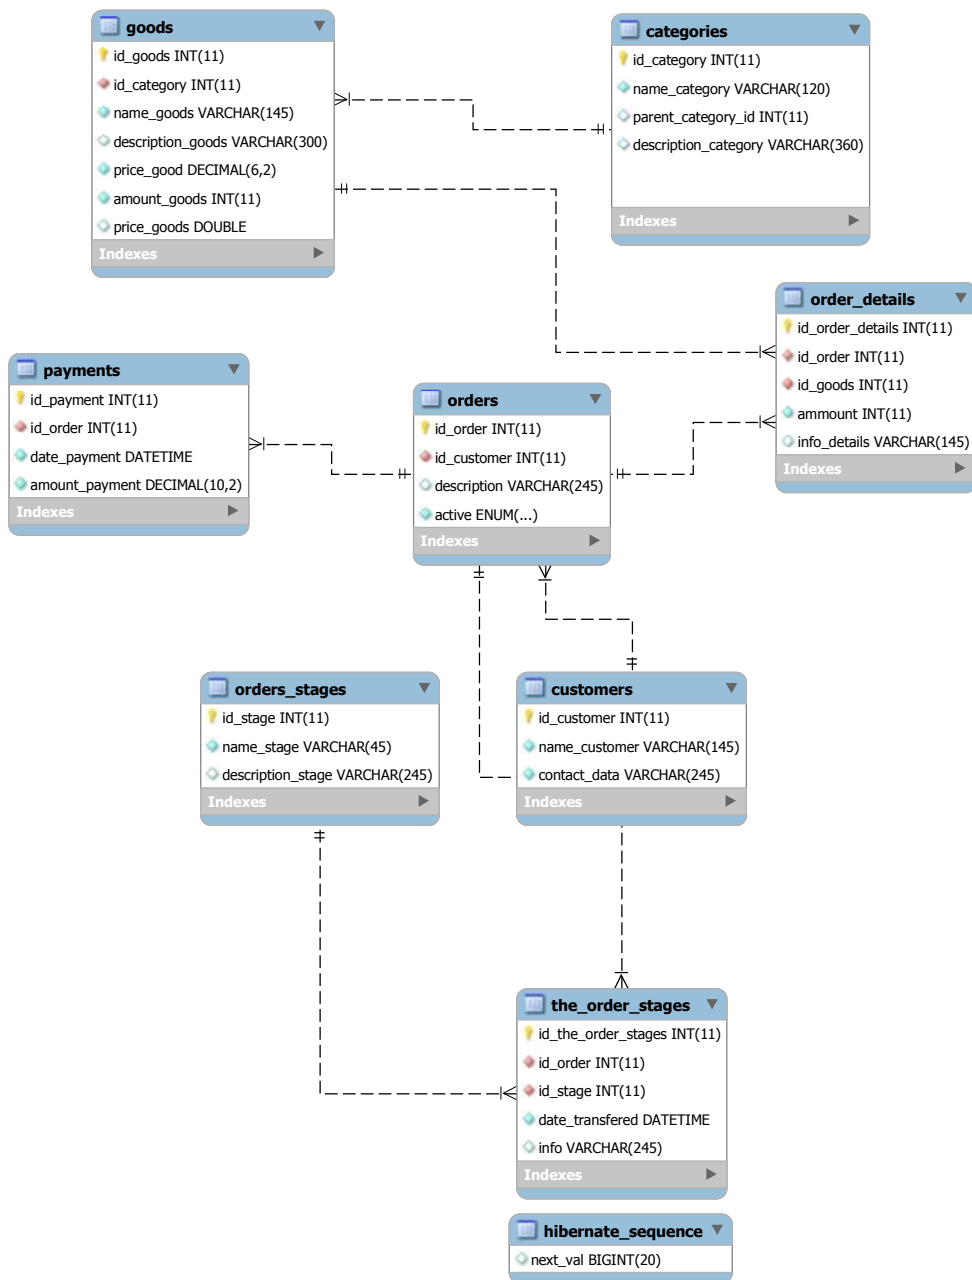 goods
id_goods INT(11)
id_category INT(11)
name_goods VARCHAR(145)
description_goods VARCHAR(300)
price_good DECIMAL(6,2)
amount_goods INT(11)
price_goods DOUBLE
Indexes
categories
id_category INT(11)
name_category VARCHAR(120)
parent_category_id INT(11)
description_category VARCHAR(360)
Indexes
order_details
id_order_details INT(11)
id_order INT(11)
id_goods INT(11)
ammount INT(11)
info_details VARCHAR(145)
Indexes
payments
id_payment INT(11)
id_order INT(11)
date_payment DATETIME
amount_payment DECIMAL(10,2)
Indexes
orders
id_order INT(11)
id_customer INT(11)
description VARCHAR(245)
active ENUM(...)
Indexes
orders_stages
id_stage INT(11)
name_stage VARCHAR(45)
description_stage VARCHAR(245)
Indexes
customers
id_customer INT(11)
name_customer VARCHAR(145)
contact_data VARCHAR(245)
Indexes
the_order_stages
id_the_order_stages INT(11)
id_order INT(11)
id_stage INT(11)
date_transfered DATETIME
info VARCHAR(245)
Indexes
hibernate_sequence
next_val BIGINT(20)